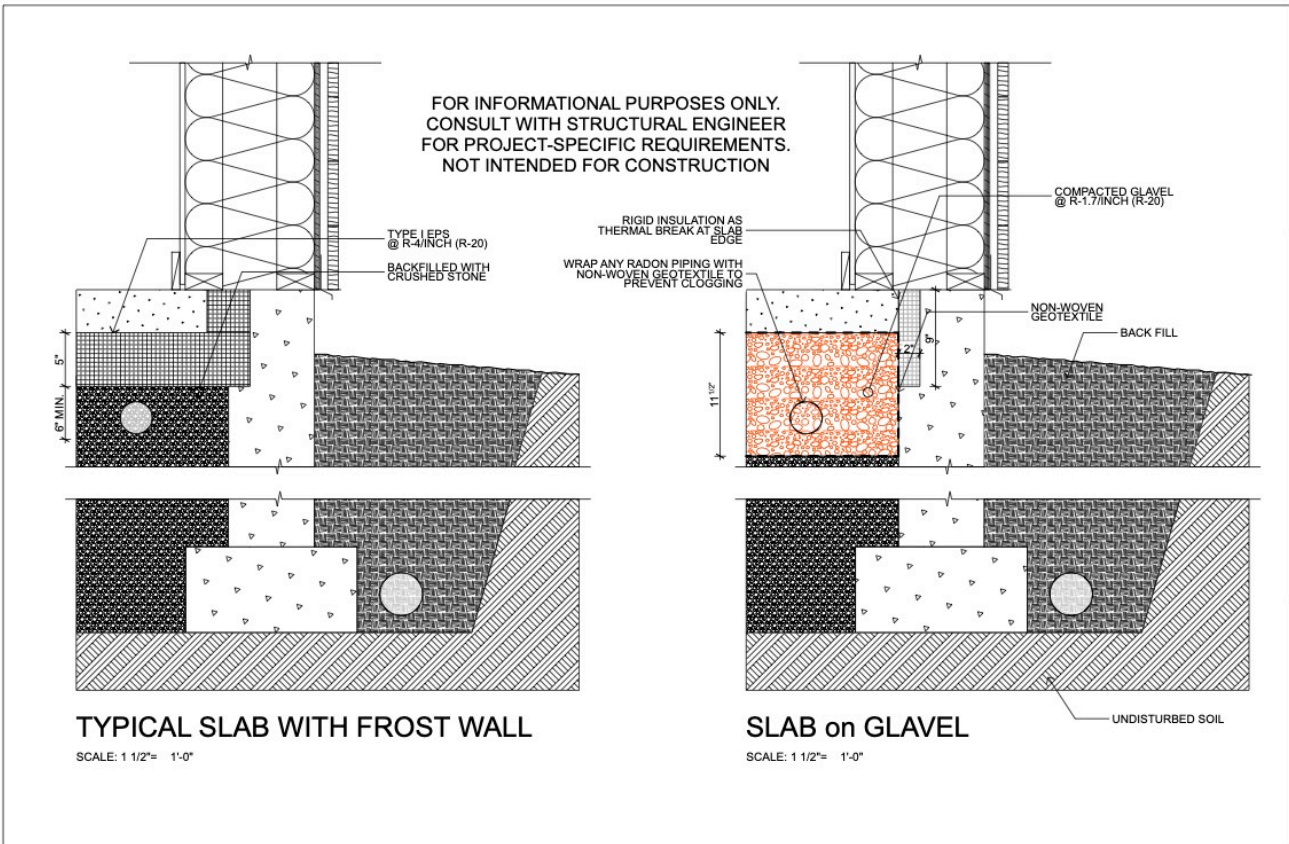 FOR INFORMATIONAL PURPOSES ONLY.
CONSULT WITH STRUCTURAL ENGINEER
FOR PROJECT-SPECIFIC REQUIREMENTS.
NOT INTENDED FOR CONSTRUCTION
TYPE I EPS
@ R-4/INCH (R-20)
BACKFILLED WITH
CRUSHED STONE
5"
6" MIN.
RIGID INSULATION AS
THERMAL BREAK AT SLAB
EDGE
WRAP ANY RADON PIPING WITH
NON-WOVEN GEOTEXTILE TO
PREVENT CLOGGING
COMPACTED GLAVEL
@ R-1.7/INCH (R-20)
NON-WOVEN
GEOTEXTILE
BACK FILL
2"
9"
11 1/2"
UNDISTURBED SOIL
TYPICAL SLAB WITH FROST WALL
SCALE: 1 1/2"= 1'-0"
SLAB on GLAVEL
SCALE: 1 1/2"= 1'-0"